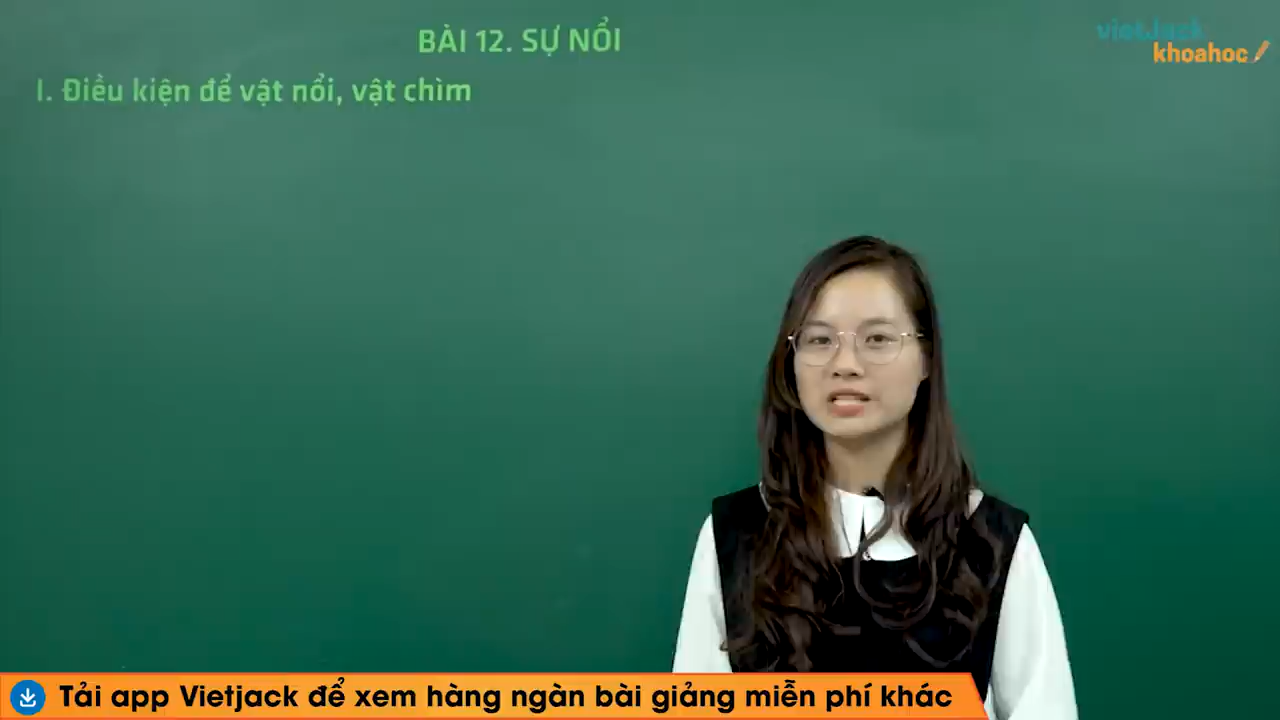 BÀI 12. SỰ NỔI
vietJack
khoahoc
I. Điều kiện để vật nổi, vật chìm
Tải app Vietjack để xem hàng ngàn bài giảng miễn phí khác